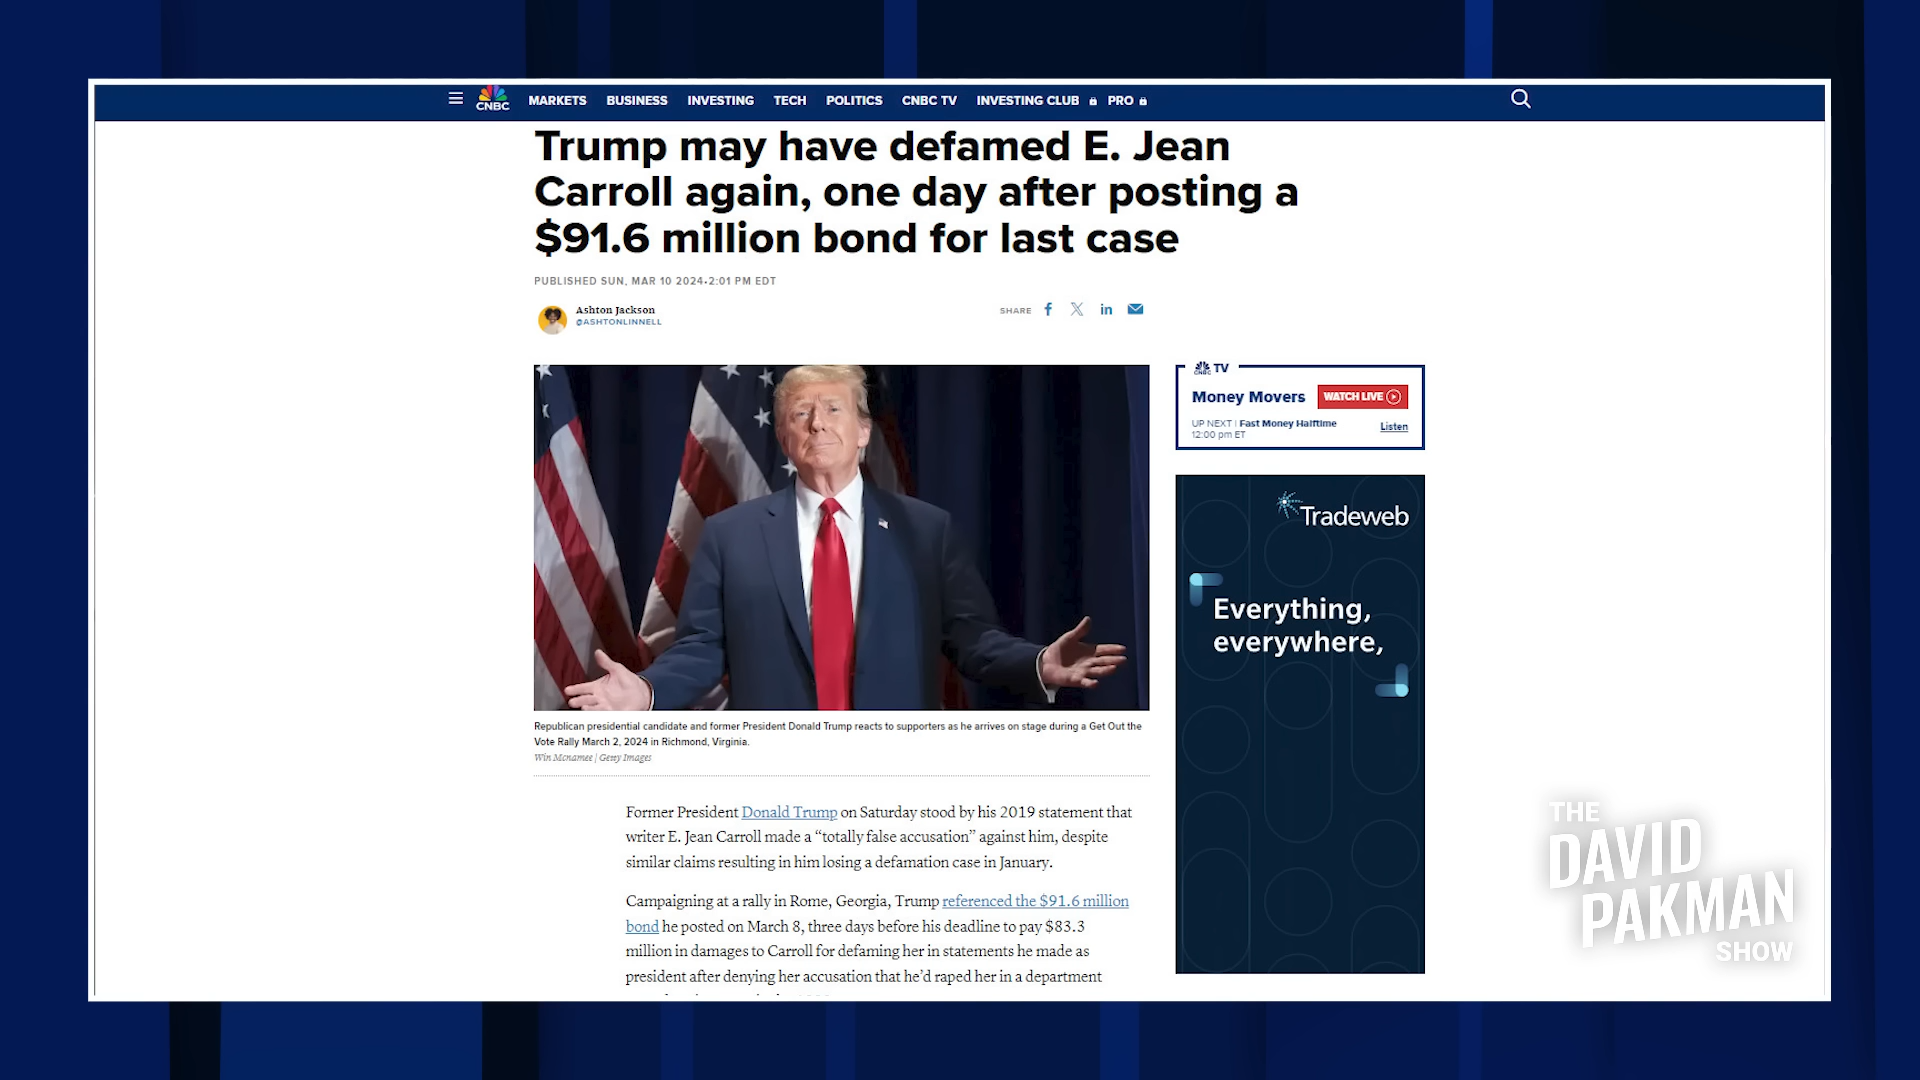 CNBC
MARKETS BUSINESS INVESTING TECH POLITICS CNBC TV INVESTING CLUB PRO
Trump may have defamed E. Jean
Carroll again, one day after posting a
$91.6 million bond for last case
PUBLISHED SUN, MAR 10 2024•2:01 PM EDT
Ashton Jackson
@ASHTONLINNELL
SHARE
CNBC TV
Money Movers
WATCH LIVE
UP NEXT | Fast Money Halftime
12:00 pm ET
Listen
Tradeweb
Everything,
everywhere,
Republican presidential candidate and former President Donald Trump reacts to supporters as he arrives on stage during a Get Out the
Vote Rally March 2, 2024 in Richmond, Virginia.
Win Mcnamee | Getty Images
Former President Donald Trump on Saturday stood by his 2019 statement that
writer E. Jean Carroll made a “totally false accusation” against him, despite
similar claims resulting in him losing a defamation case in January.
Campaigning at a rally in Rome, Georgia, Trump referenced the $91.6 million
bond he posted on March 8, three days before his deadline to pay $83.3
million in damages to Carroll for defaming her in statements he made as
president after denying her accusation that he’d raped her in a department
THE
DAVID
PAKMAN
SHOW